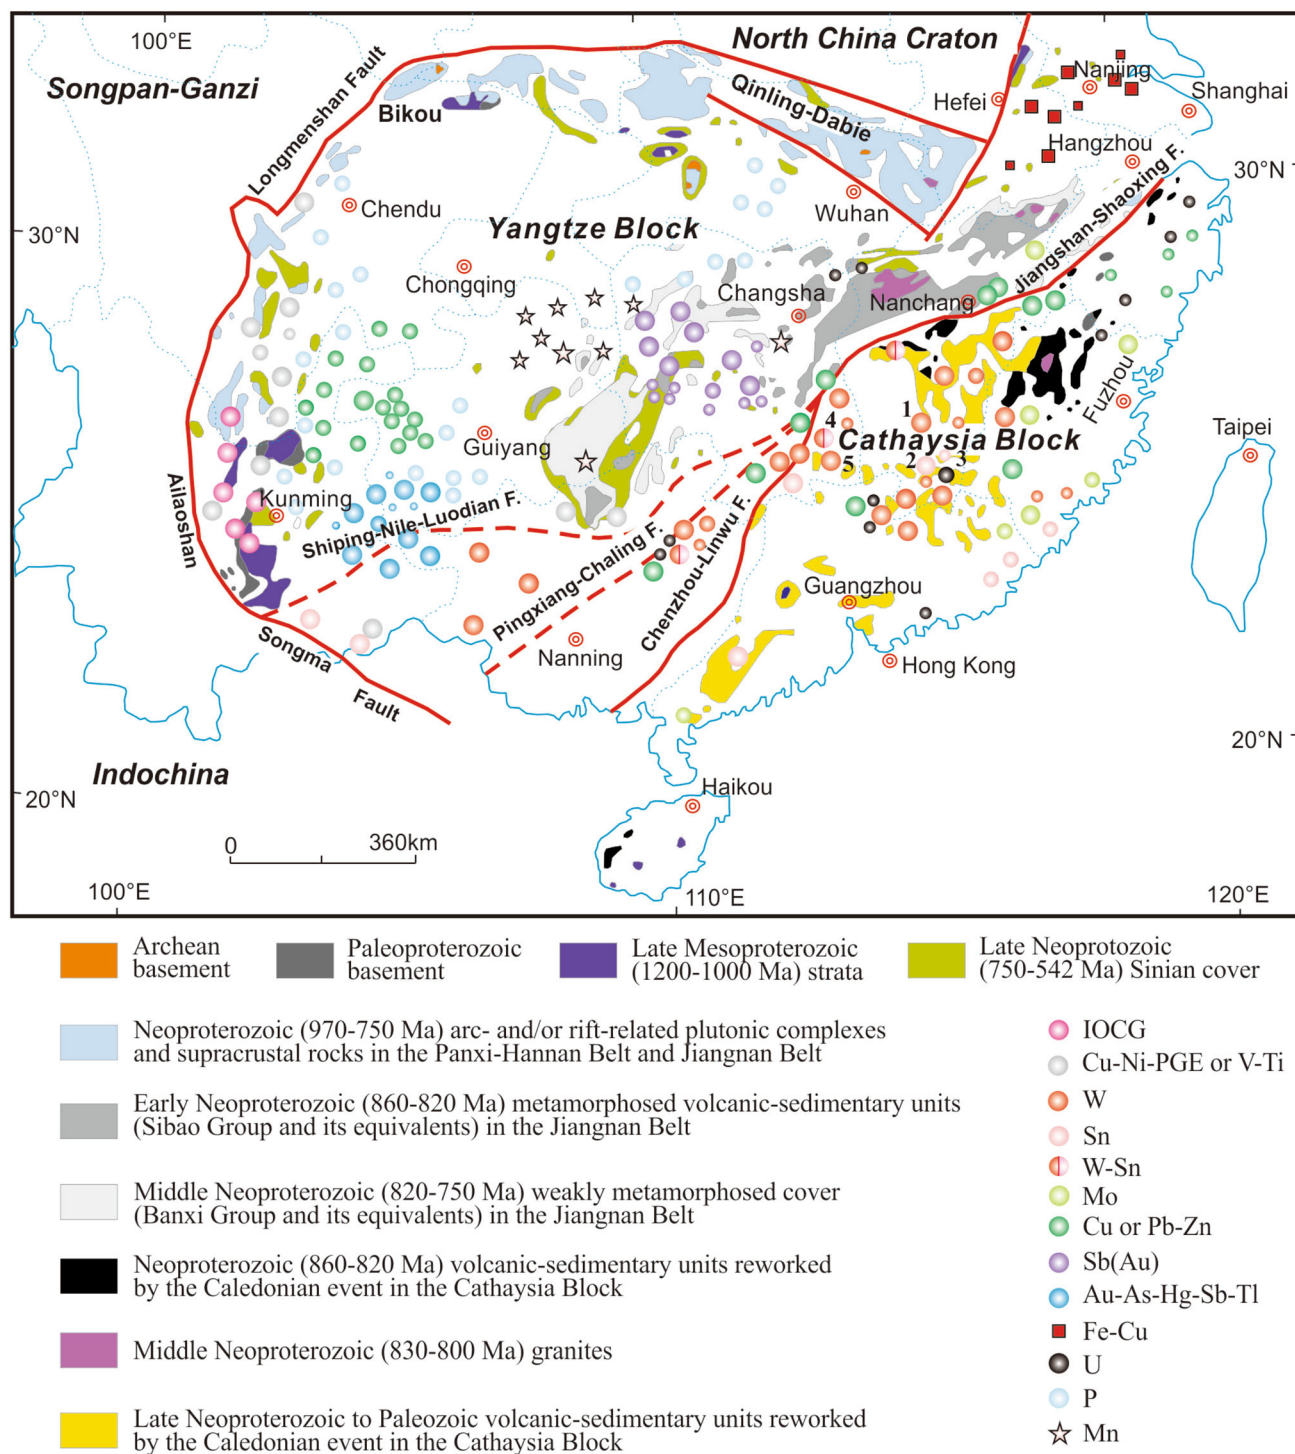 100°E
North China Craton
Songpan-Ganzi
Nanjing
Hefei
Shanghai
Longmenshan Fault
Bikou
Qinling-Dabie
Hangzhou
30°N
Chendu
Wuhan
Jiangshan-Shaoxing F.
Yangtze Block
30°N
Chongqing
Changsha
Nanchang
Fuzhou
Guiyang
4
1
Cathaysia Block
Taipei
5
2
3
Ailaoshan
Kunming
Shiping-Nile-Luodian F.
Pingxiang-Chaling F.
Chenzhou-Linwu F.
Guangzhou
Songma
Fault
Nanning
Hong Kong
20°N
Indochina
20°N
Haikou
0
360km
100°E
110°E
120°E
Archean
basement
Paleoproterozoic
basement
Late Mesoproterozoic
(1200-1000 Ma) strata
Late Neoprotozoic
(750-542 Ma) Sinian cover
Neoproterozoic (970-750 Ma) arc- and/or rift-related plutonic complexes
and supracrustal rocks in the Panxi-Hannan Belt and Jiangnan Belt
Early Neoproterozoic (860-820 Ma) metamorphosed volcanic-sedimentary units
(Sibao Group and its equivalents) in the Jiangnan Belt
Middle Neoproterozoic (820-750 Ma) weakly metamorphosed cover
(Banxi Group and its equivalents) in the Jiangnan Belt
Neoproterozoic (860-820 Ma) volcanic-sedimentary units reworked
by the Caledonian event in the Cathaysia Block
Middle Neoproterozoic (830-800 Ma) granites
Late Neoproterozoic to Paleozoic volcanic-sedimentary units reworked
by the Caledonian event in the Cathaysia Block
IOCG
Cu-Ni-PGE or V-Ti
W
Sn
W-Sn
Mo
Cu or Pb-Zn
Sb(Au)
Au-As-Hg-Sb-Tl
Fe-Cu
U
P
Mn